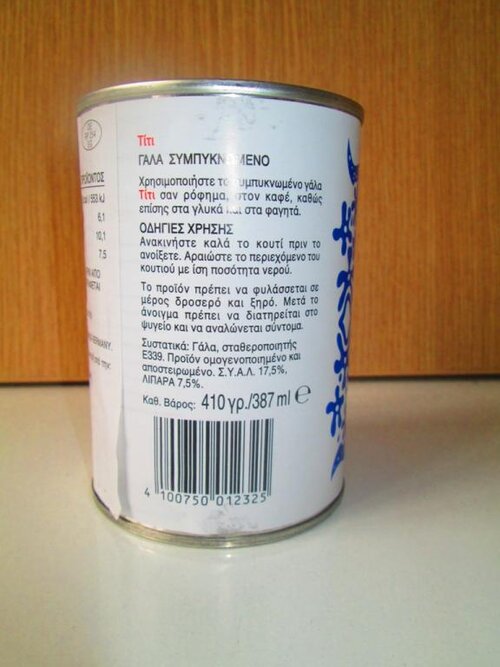 Τίτι
ΓΑΛΑ ΣΥΜΠΥΚΝΩΜΕΝΟ
Χρησιμοποιήστε το συμπυκνωμένο γάλα
Τίτι σαν ρόφημα, στον καφέ, καθώς
επίσης στα γλυκά και στα φαγητά.
ΟΔΗΓΙΕΣ ΧΡΗΣΗΣ
Ανακινήστε καλά το κουτί πριν το
ανοίξετε. Αραιώστε το περιεχόμενο του
κουτιού με ίση ποσότητα νερού.
Το προϊόν πρέπει να φυλάσσεται σε
μέρος δροσερό και ξηρό. Μετά το
άνοιγμα πρέπει να διατηρείται στο
ψυγείο και να αναλώνεται σύντομα.
Συστατικά: Γάλα, σταθεροποιητής
Ε339. Προϊόν ομογενοποιημένο και
αποστειρωμένο. Σ.Υ.Α.Λ. 17,5%.
ΛΙΠΑΡΑ 7,5%.
Καθ. Βάρος: 410 γρ./387 ml e
4 100750 012325
553 kJ
6,1
10,1
7,5
ΑΠΟ
GERMANY.